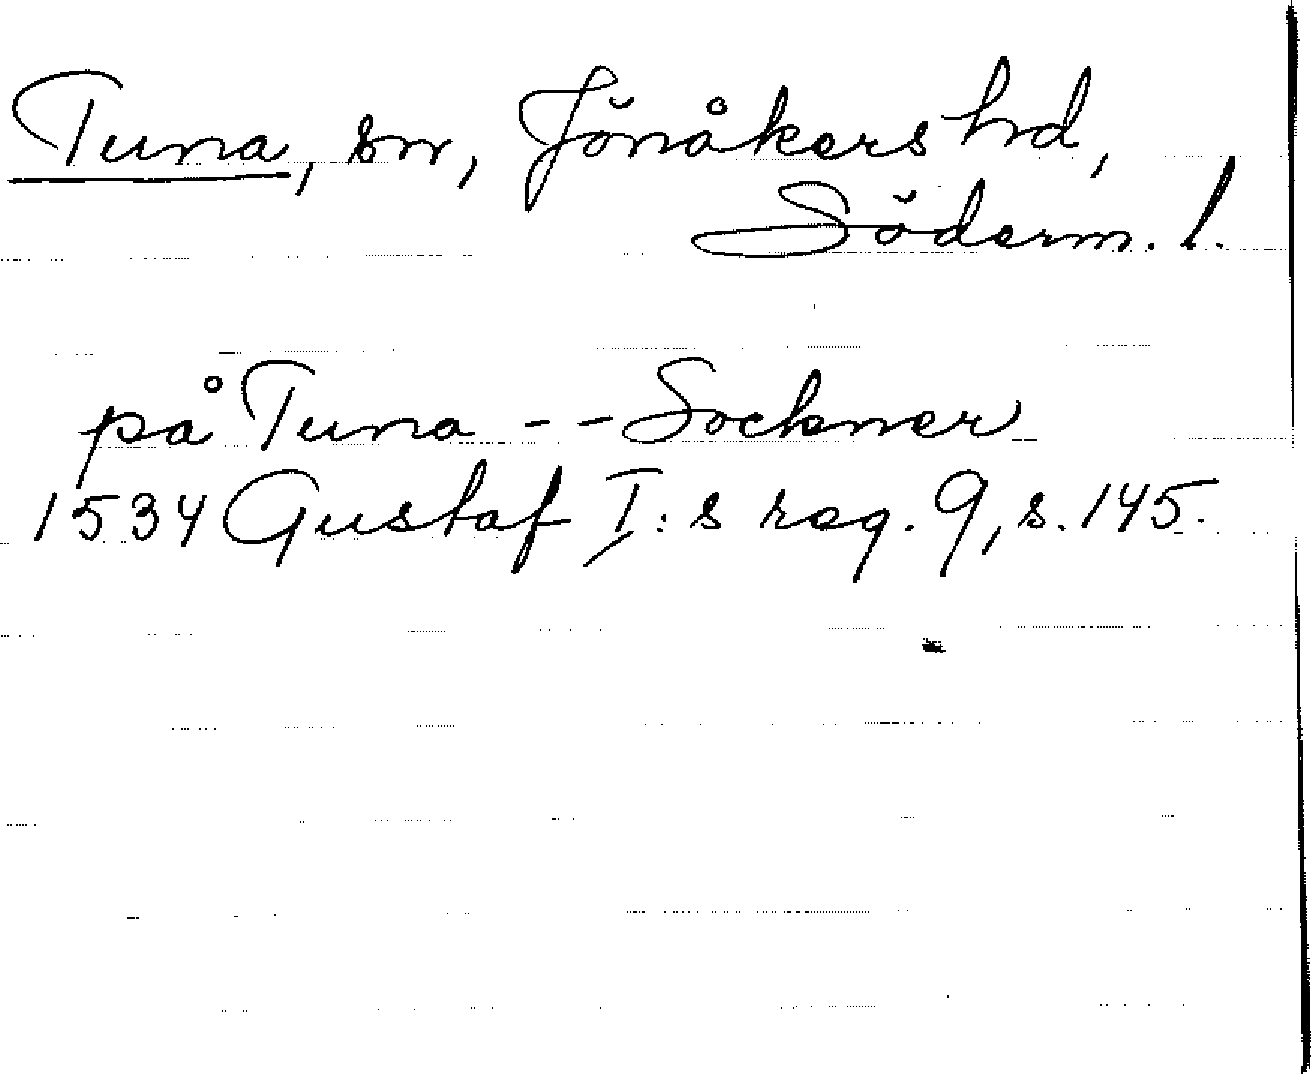 Tuna, sn, Jönåkers hd,
Söderm. l.
på Tuna -- Sockner
1534 Gustaf I:s reg. 9, s. 145.